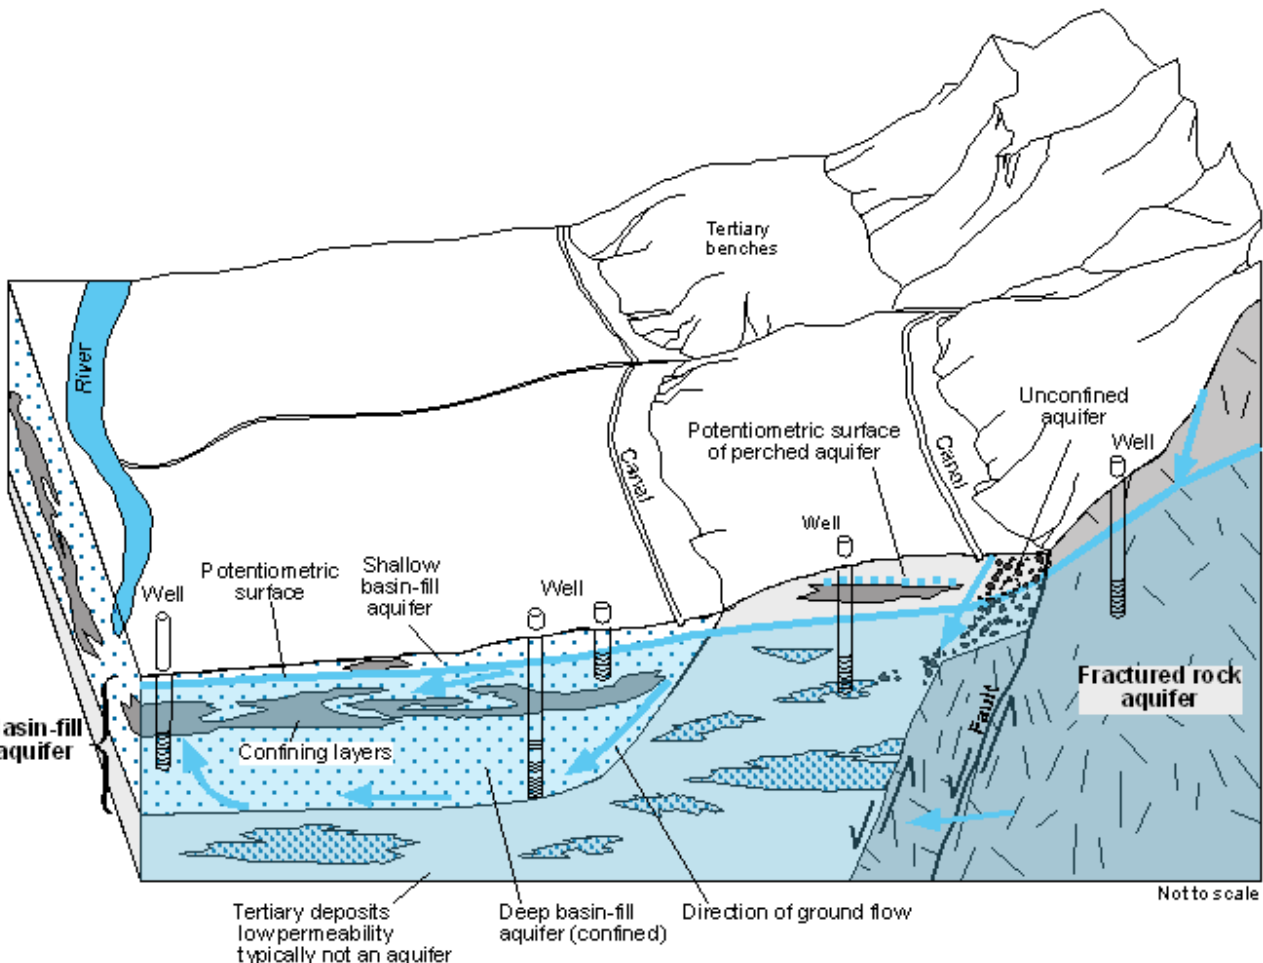 Tertiary
benches
River
Unconfined
aquifer
Potentiometric surface
of perched aquifer
Well
Canal
Canal
Well
Potentiometric
surface
Shallow
basin-fill
aquifer
Well
Well
Fractured rock
aquifer
Fault
asin-fill
aquifer
Confining layers
Not to scale
Tertiary deposits
low permeability
typically not an aquifer
Deep basin-fill
aquifer (confined)
Direction of ground flow